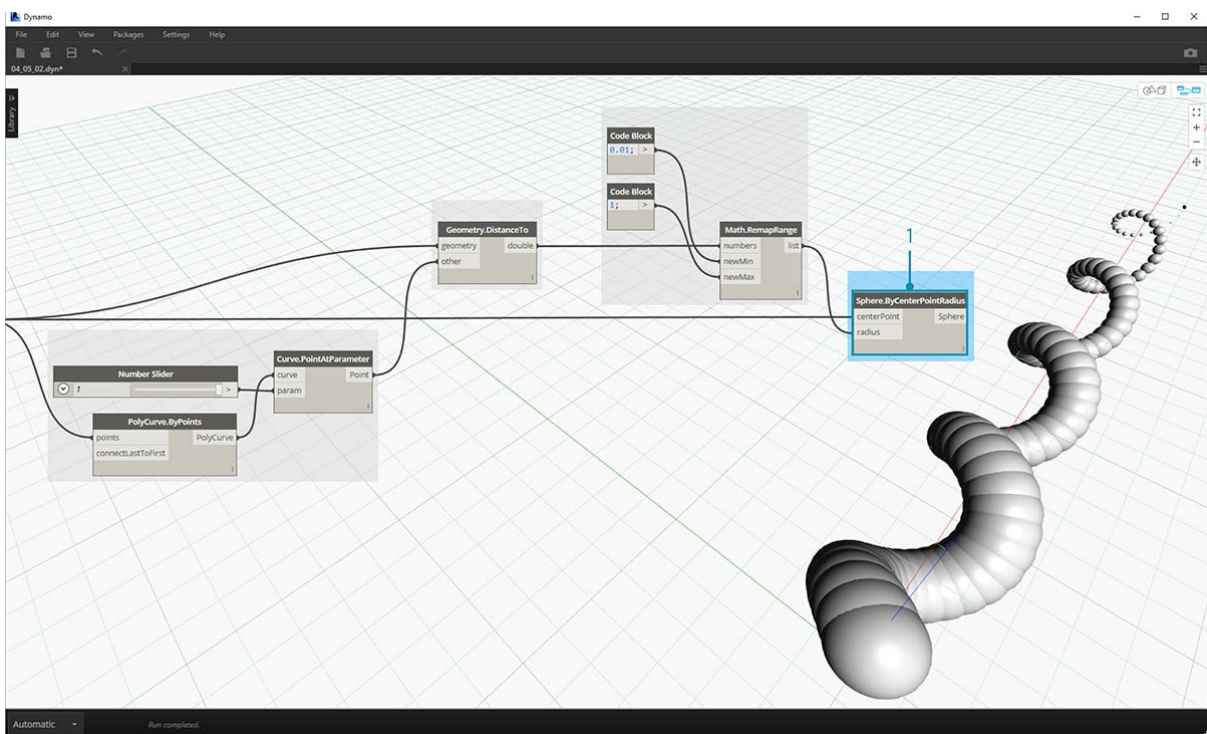 Dynamo
File Edit View Packages Settings Help
04_05_02.dyn*
Library
Code Block
0.01; >
Code Block
1; >
Geometry.DistanceTo
geometry double
other
Math.RemapRange
numbers list
newMin
newMax
1
Sphere.ByCenterPointRadius
centerPoint Sphere
radius
Curve.PointAtParameter
curve Point
param
Number Slider
1 >
PolyCurve.ByPoints
points PolyCurve
connectLastToFirst
Automatic Run completed.